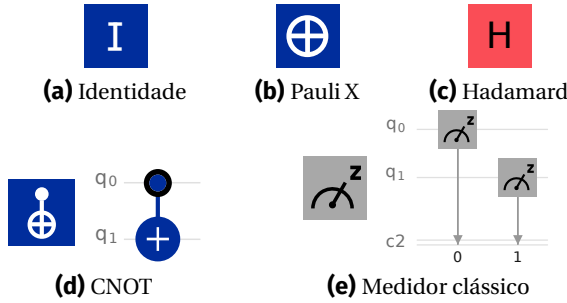 I
H
(a) Identidade
(b) Pauli X
(c) Hadamard
q0
q1
(d) CNOT
z
q0
z
q1
z
c2
0
1
(e) Medidor clássico